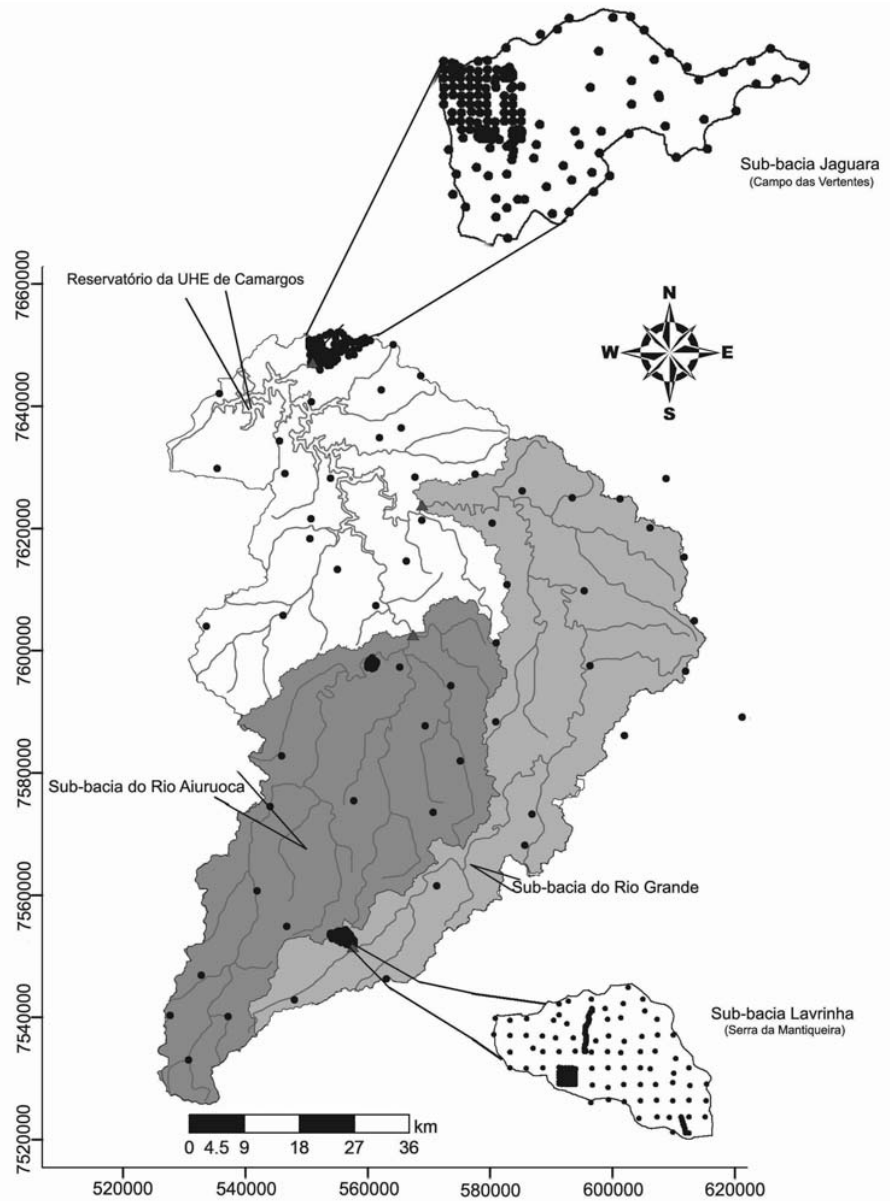 Sub-bacia Jaguara
(Campo das Vertentes)
Reservatório da UHE de Camargos
N
W E
S
7660000
7640000
7620000
7600000
7580000
7560000
7540000
7520000
Sub-bacia do Rio Aiuruoca
Sub-bacia do Rio Grande
Sub-bacia Lavrinha
(Serra da Mantiqueira)
km
0 4.5 9 18 27 36
520000 540000 560000 580000 600000 620000